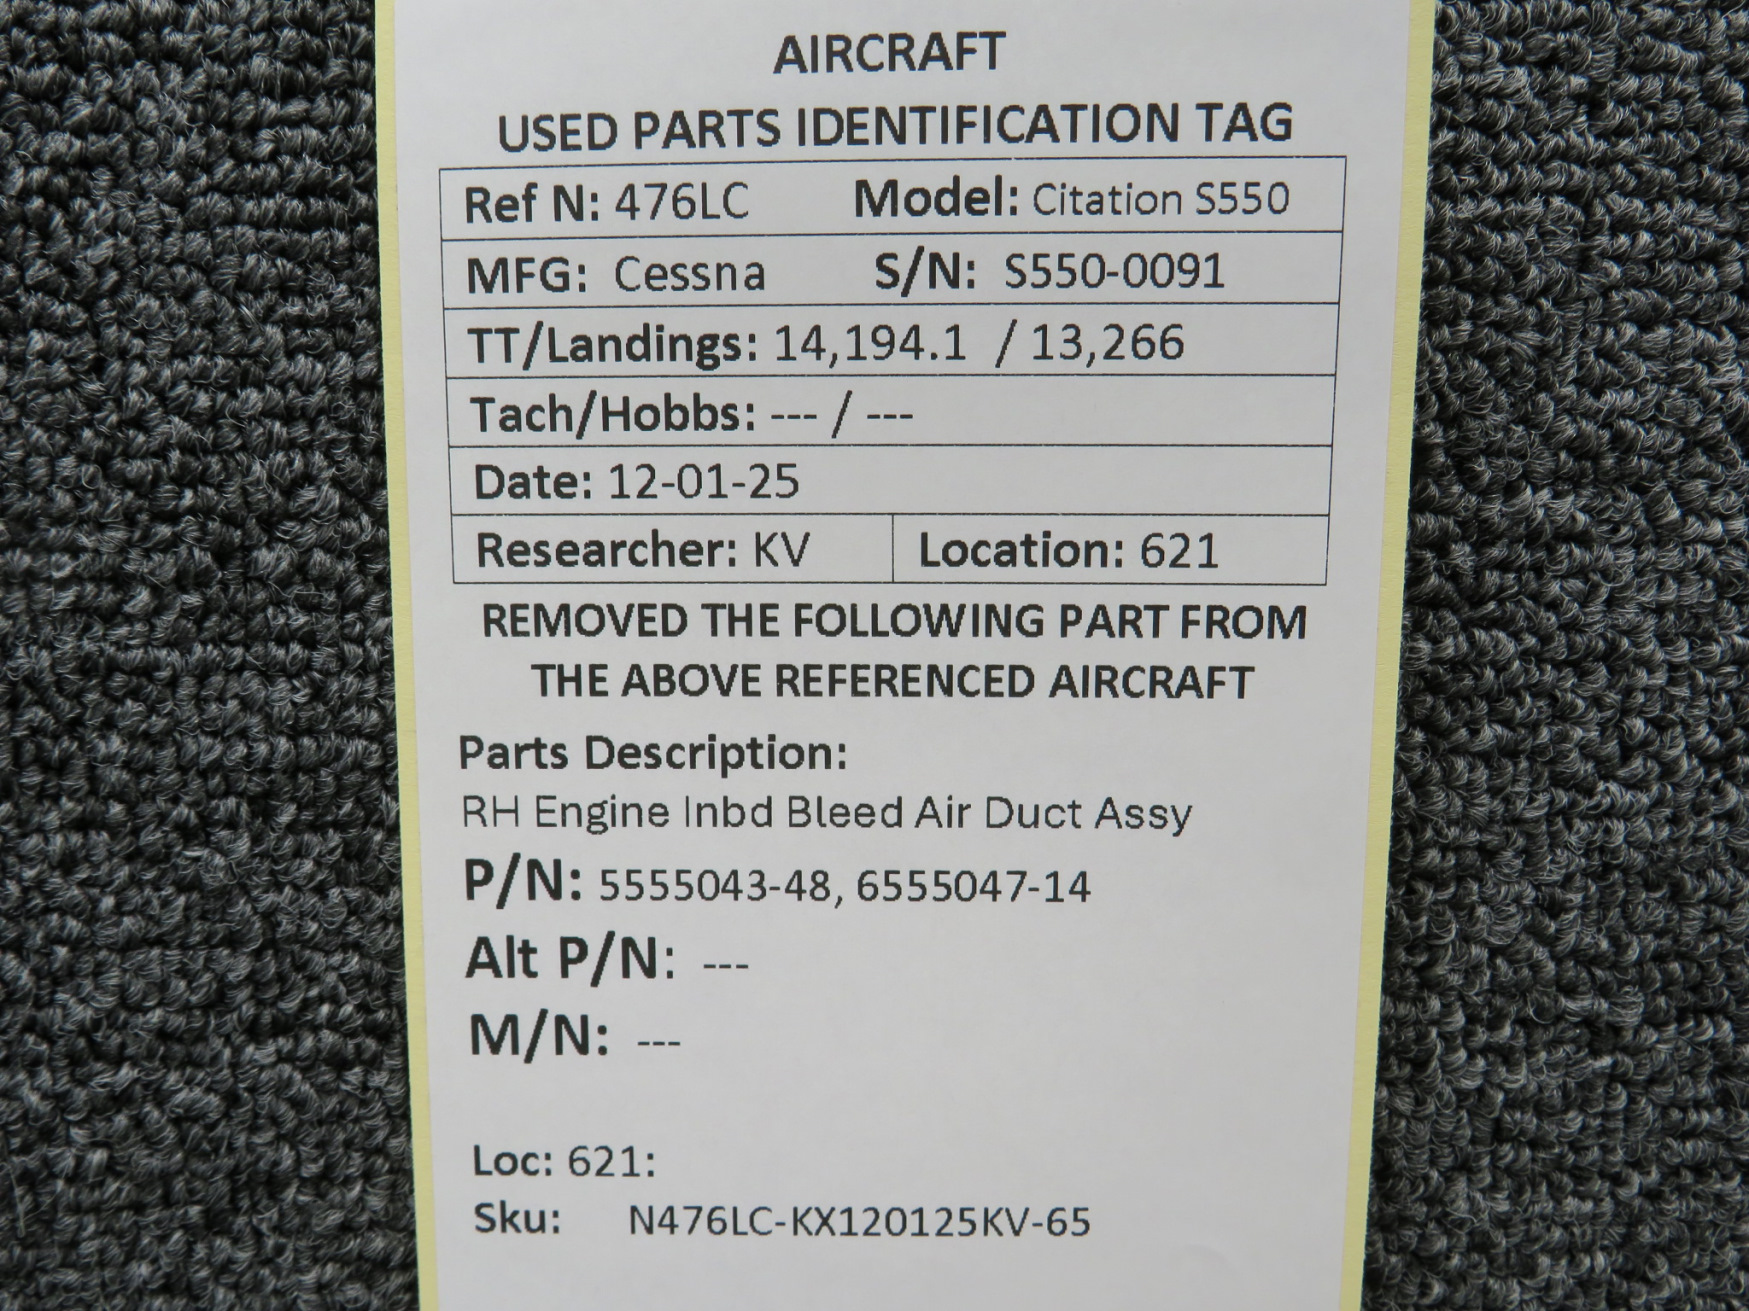 AIRCRAFT
USED PARTS IDENTIFICATION TAG
Ref N: 476LC Model: Citation S550
MFG: Cessna S/N: S550-0091
TT/Landings: 14,194.1 / 13,266
Tach/Hobbs: --- / ---
Date: 12-01-25
Researcher: KV Location: 621
REMOVED THE FOLLOWING PART FROM
THE ABOVE REFERENCED AIRCRAFT
Parts Description:
RH Engine Inbd Bleed Air Duct Assy
P/N: 5555043-48, 6555047-14
Alt P/N: ---
M/N: ---
Loc: 621:
Sku: N476LC-KX120125KV-65